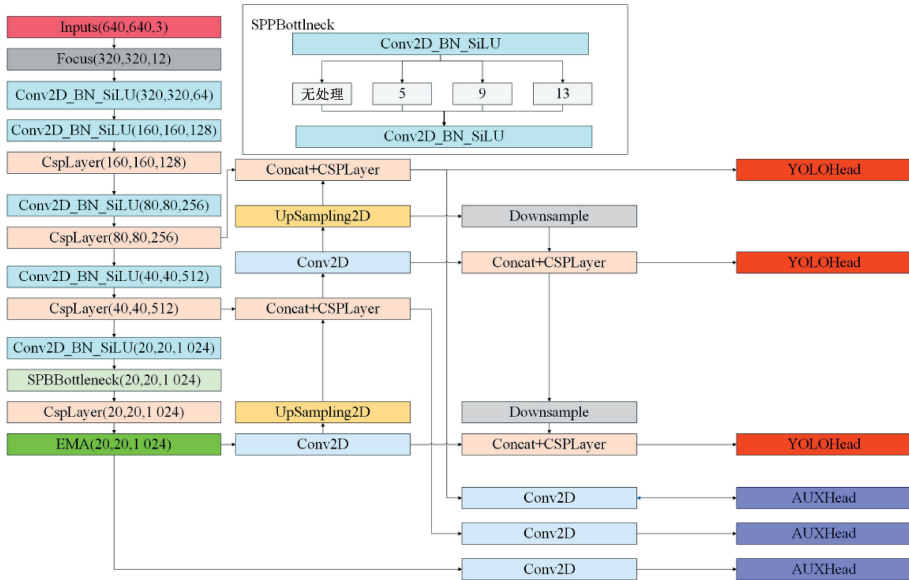 Inputs(640,640,3)
Focus(320,320,12)
Conv2D_BN_SiLU(320,320,64)
Conv2D_BN_SiLU(160,160,128)
CspLayer(160,160,128)
Conv2D_BN_SiLU(80,80,256)
CspLayer(80,80,256)
Conv2D_BN_SiLU(40,40,512)
CspLayer(40,40,512)
Conv2D_BN_SiLU(20,20,1 024)
SPBBottleneck(20,20,1 024)
CspLayer(20,20,1 024)
EMA(20,20,1 024)
SPPBottlneck
Conv2D_BN_SiLU
无处理 5 9 13
Conv2D_BN_SiLU
Concat+CSPLayer
UpSampling2D
Conv2D
Concat+CSPLayer
UpSampling2D
Conv2D
Downsample
Concat+CSPLayer
Downsample
Concat+CSPLayer
Conv2D
Conv2D
Conv2D
YOLOHead
YOLOHead
YOLOHead
AUXHead
AUXHead
AUXHead